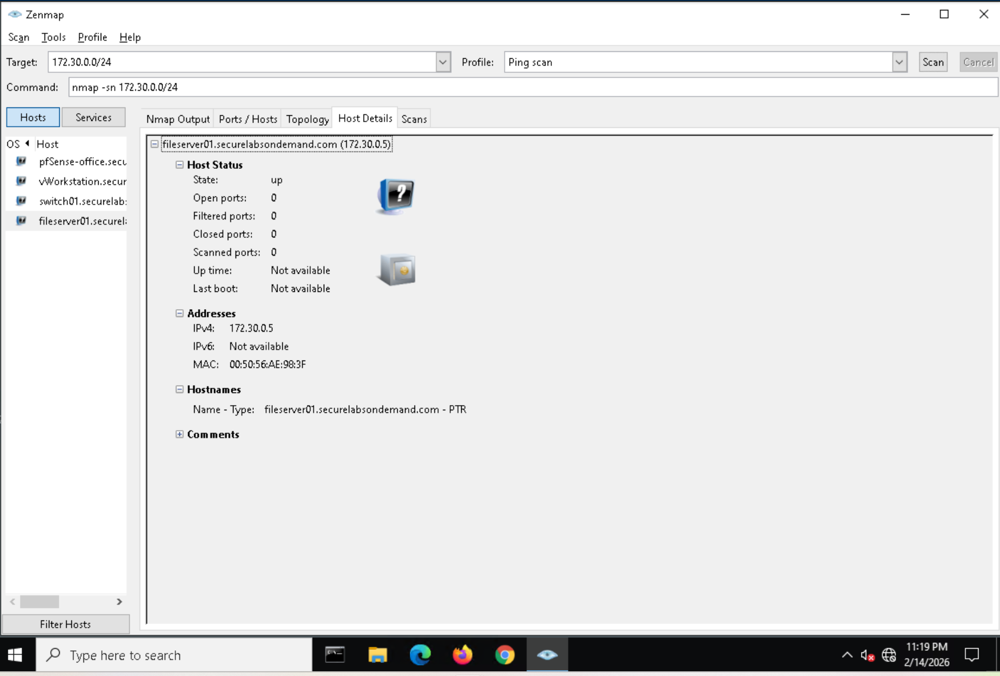 Zenmap
Scan Tools Profile Help
Target: 172.30.0.0/24 Profile: Ping scan Scan Cancel
Command: nmap -sn 172.30.0.0/24
Hosts Services
Nmap Output Ports / Hosts Topology Host Details Scans
OS Host
pfSense-office.secu
vWorkstation.secur
switch01.securelab
fileserver01.securel
fileserver01.securelabsondemand.com (172.30.0.5)
Host Status
State: up
Open ports: 0
Filtered ports: 0
Closed ports: 0
Scanned ports: 0
Up time: Not available
Last boot: Not available
Addresses
IPv4: 172.30.0.5
IPv6: Not available
MAC: 00:50:56:AE:98:3F
Hostnames
Name - Type: fileserver01.securelabsondemand.com - PTR
Comments
Filter Hosts
Type here to search
11:19 PM
2/14/2026